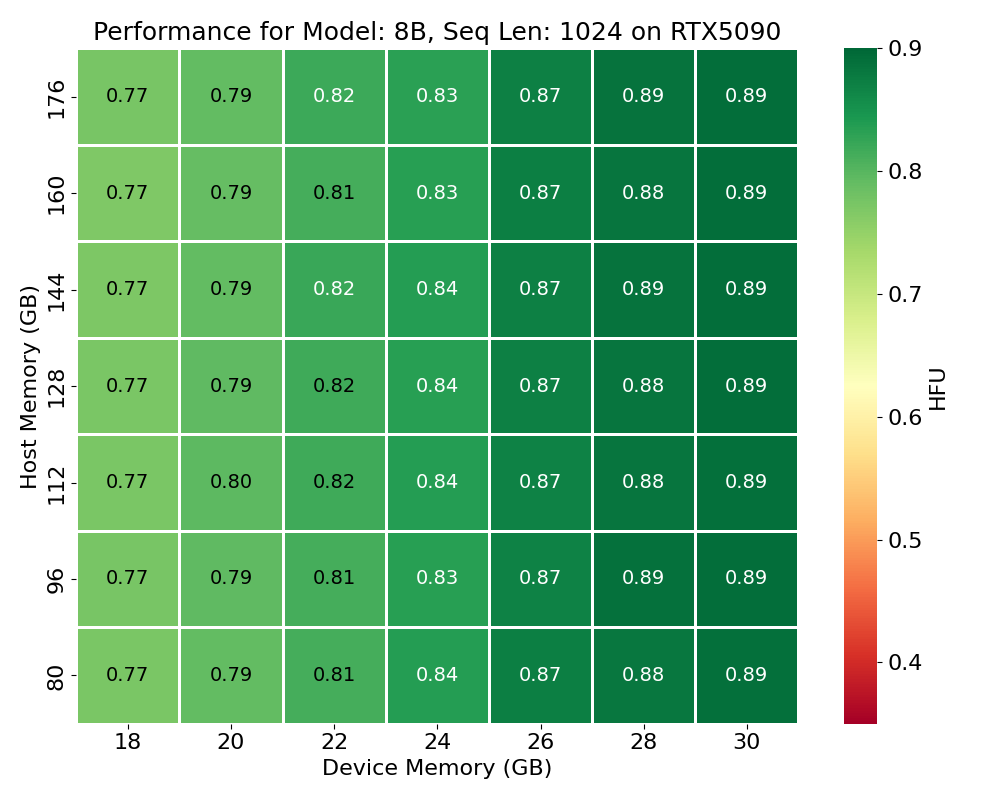 Performance for Model: 8B, Seq Len: 1024 on RTX5090
176 0.77 0.79 0.82 0.83 0.87 0.89 0.89
160 0.77 0.79 0.81 0.83 0.87 0.88 0.89
144 0.77 0.79 0.82 0.84 0.87 0.89 0.89
128 0.77 0.79 0.82 0.84 0.87 0.88 0.89
112 0.77 0.80 0.82 0.84 0.87 0.88 0.89
96 0.77 0.79 0.81 0.83 0.87 0.89 0.89
80 0.77 0.79 0.81 0.84 0.87 0.88 0.89
18 20 22 24 26 28 30
Device Memory (GB)
Host Memory (GB)
0.9
0.8
0.7
0.6
0.5
0.4
HFU